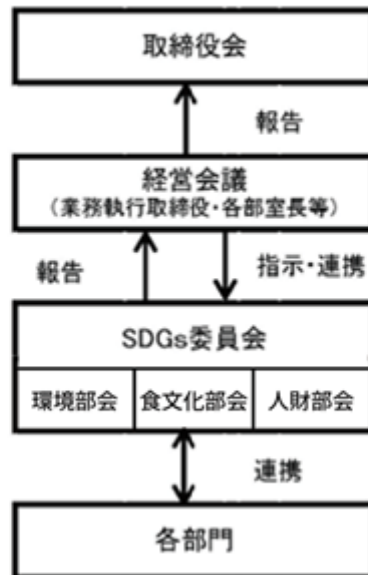 取締役会
報告
経営会議
（業務執行取締役・各部室長等）
報告
指示・連携
SDGs委員会
環境部会
食文化部会
人財部会
連携
各部門